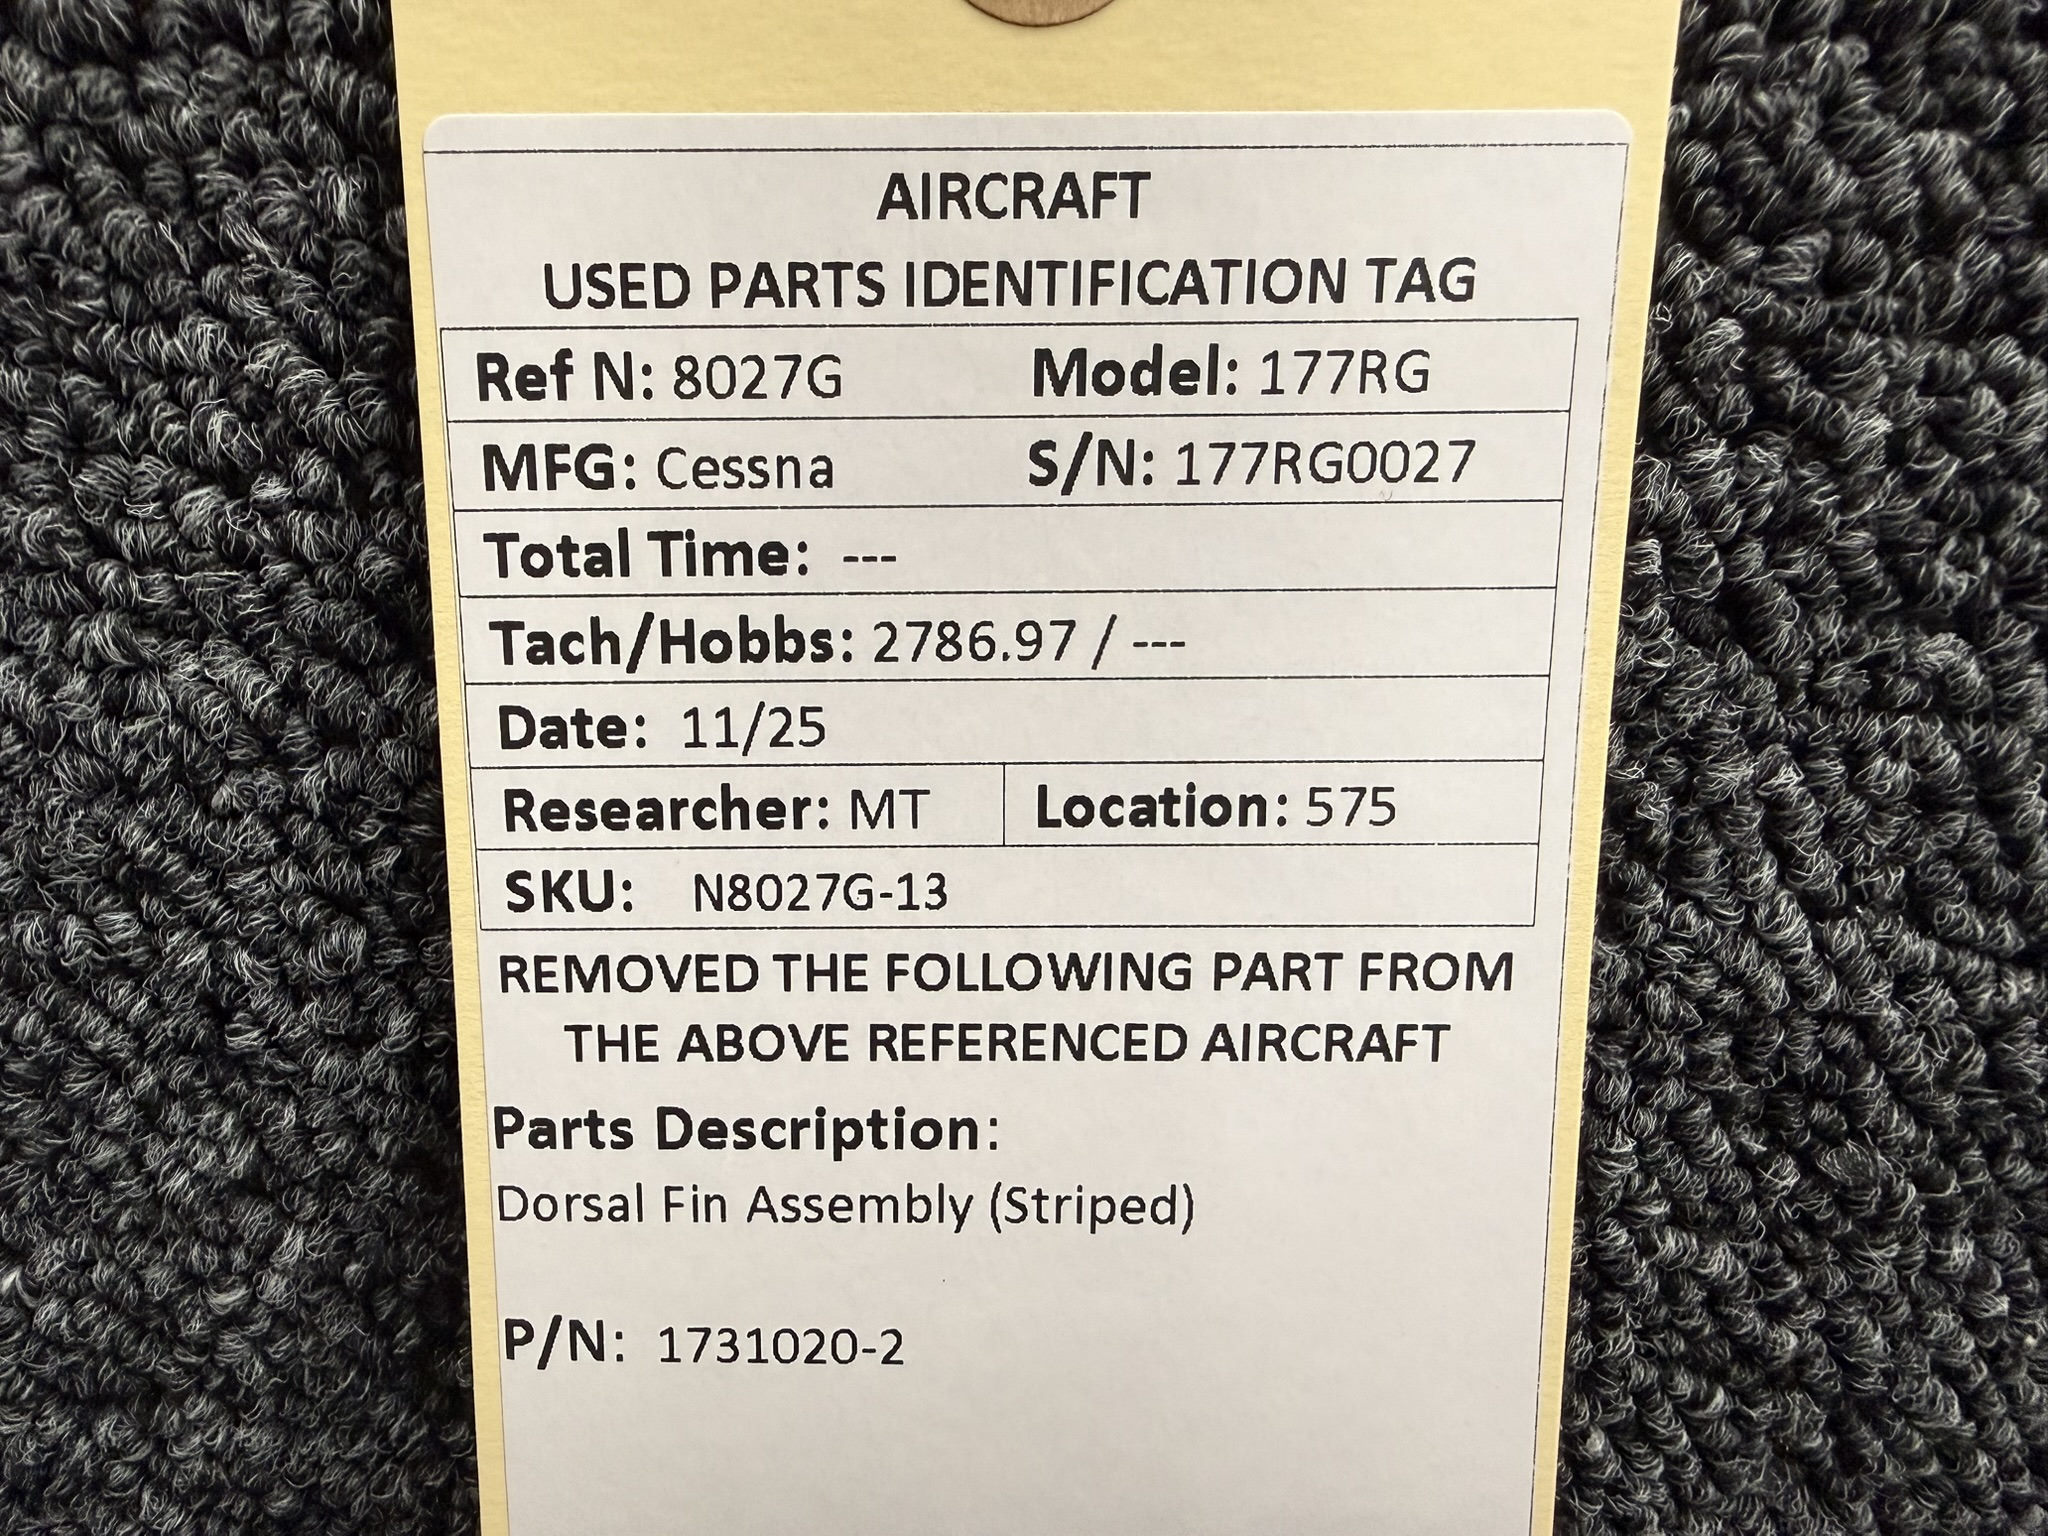 AIRCRAFT
USED PARTS IDENTIFICATION TAG
Ref N: 8027G Model: 177RG
MFG: Cessna S/N: 177RG0027
Total Time: ---
Tach/Hobbs: 2786.97 / ---
Date: 11/25
Researcher: MT Location: 575
SKU: N8027G-13
REMOVED THE FOLLOWING PART FROM
THE ABOVE REFERENCED AIRCRAFT
Parts Description:
Dorsal Fin Assembly (Striped)
P/N: 1731020-2